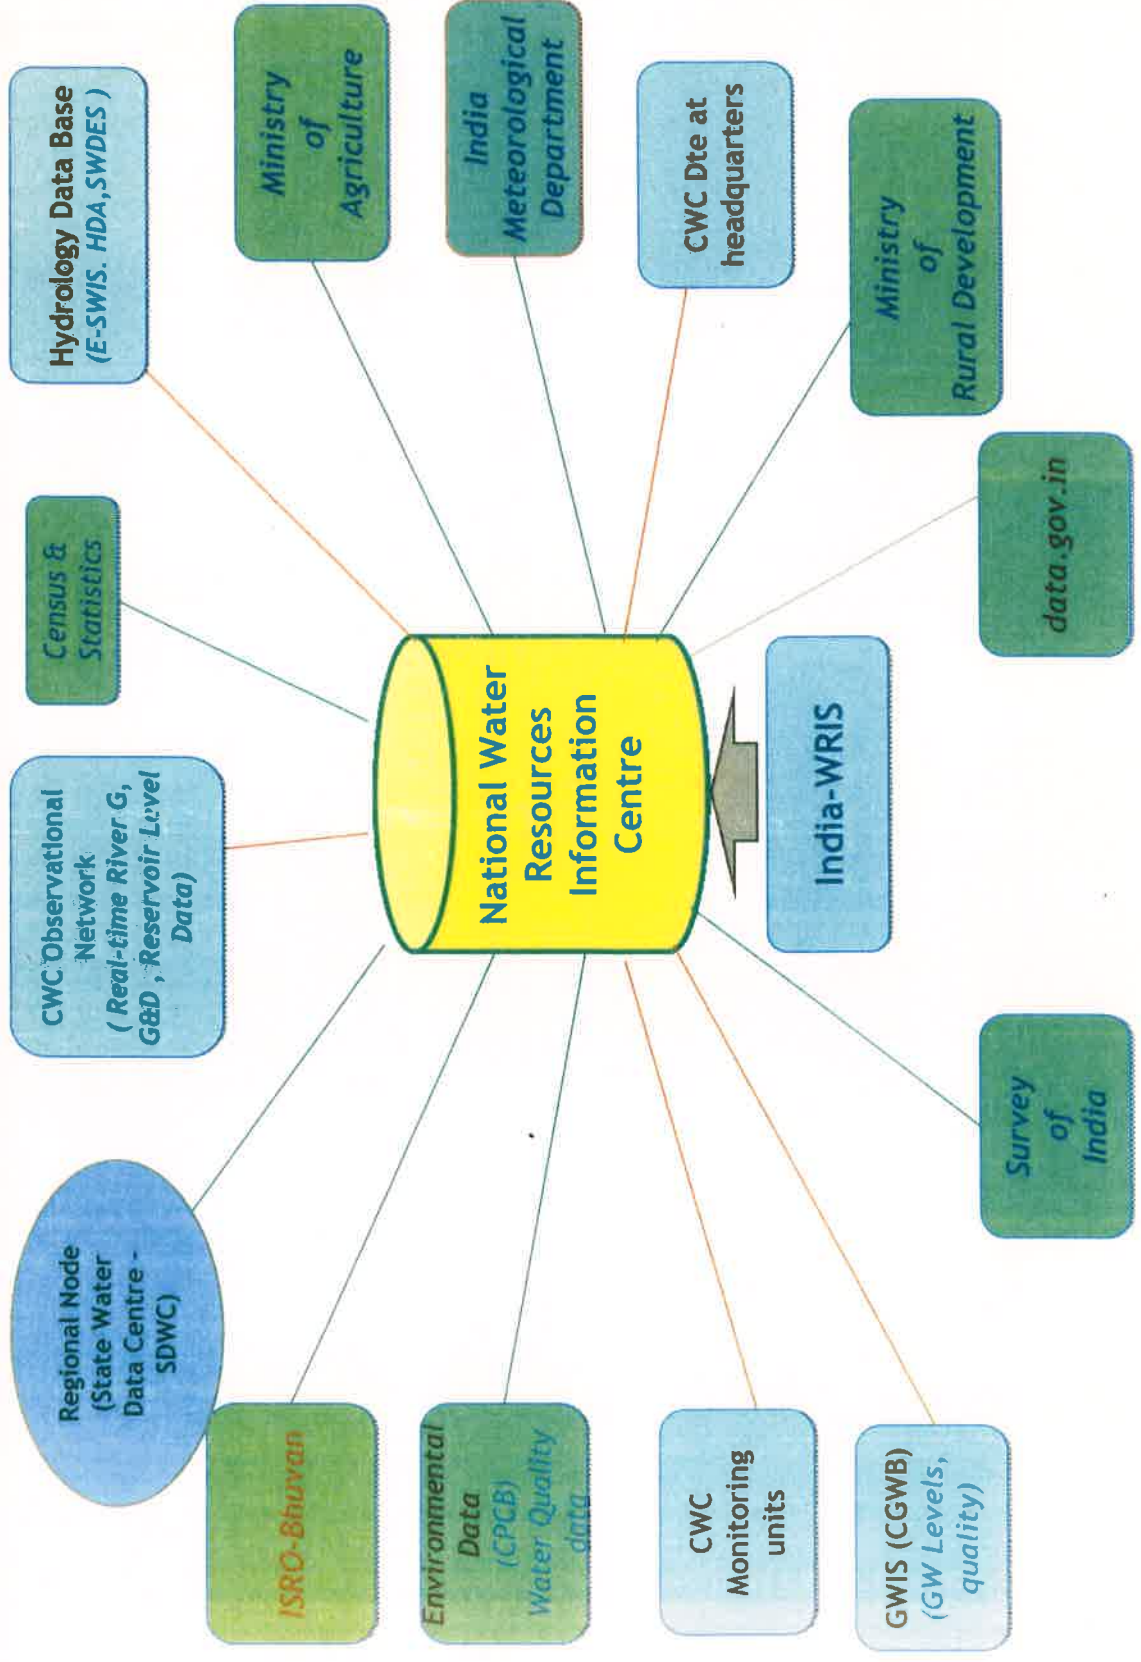 Regional Node
(State Water
Data Centre -
SDWC)
CWC Observational
Network
( Real-time River G,
G&D , Reservoir Level
Data)
Census &
Statistics
Hydrology Data Base
(E-SWIS. HDA,SWDES )
ISRO-Bhuvan
Ministry
of
Agriculture
Environmental
Data
(CPCB)
Water Quality
data
India
Meteorological
Department
National Water
Resources
Information
Centre
CWC
Monitoring
units
CWC Dte at
headquarters
GWIS (CGWB)
(GW Levels,
quality)
India-WRIS
Ministry
of
Rural Development
Survey
of
India
data.gov.in